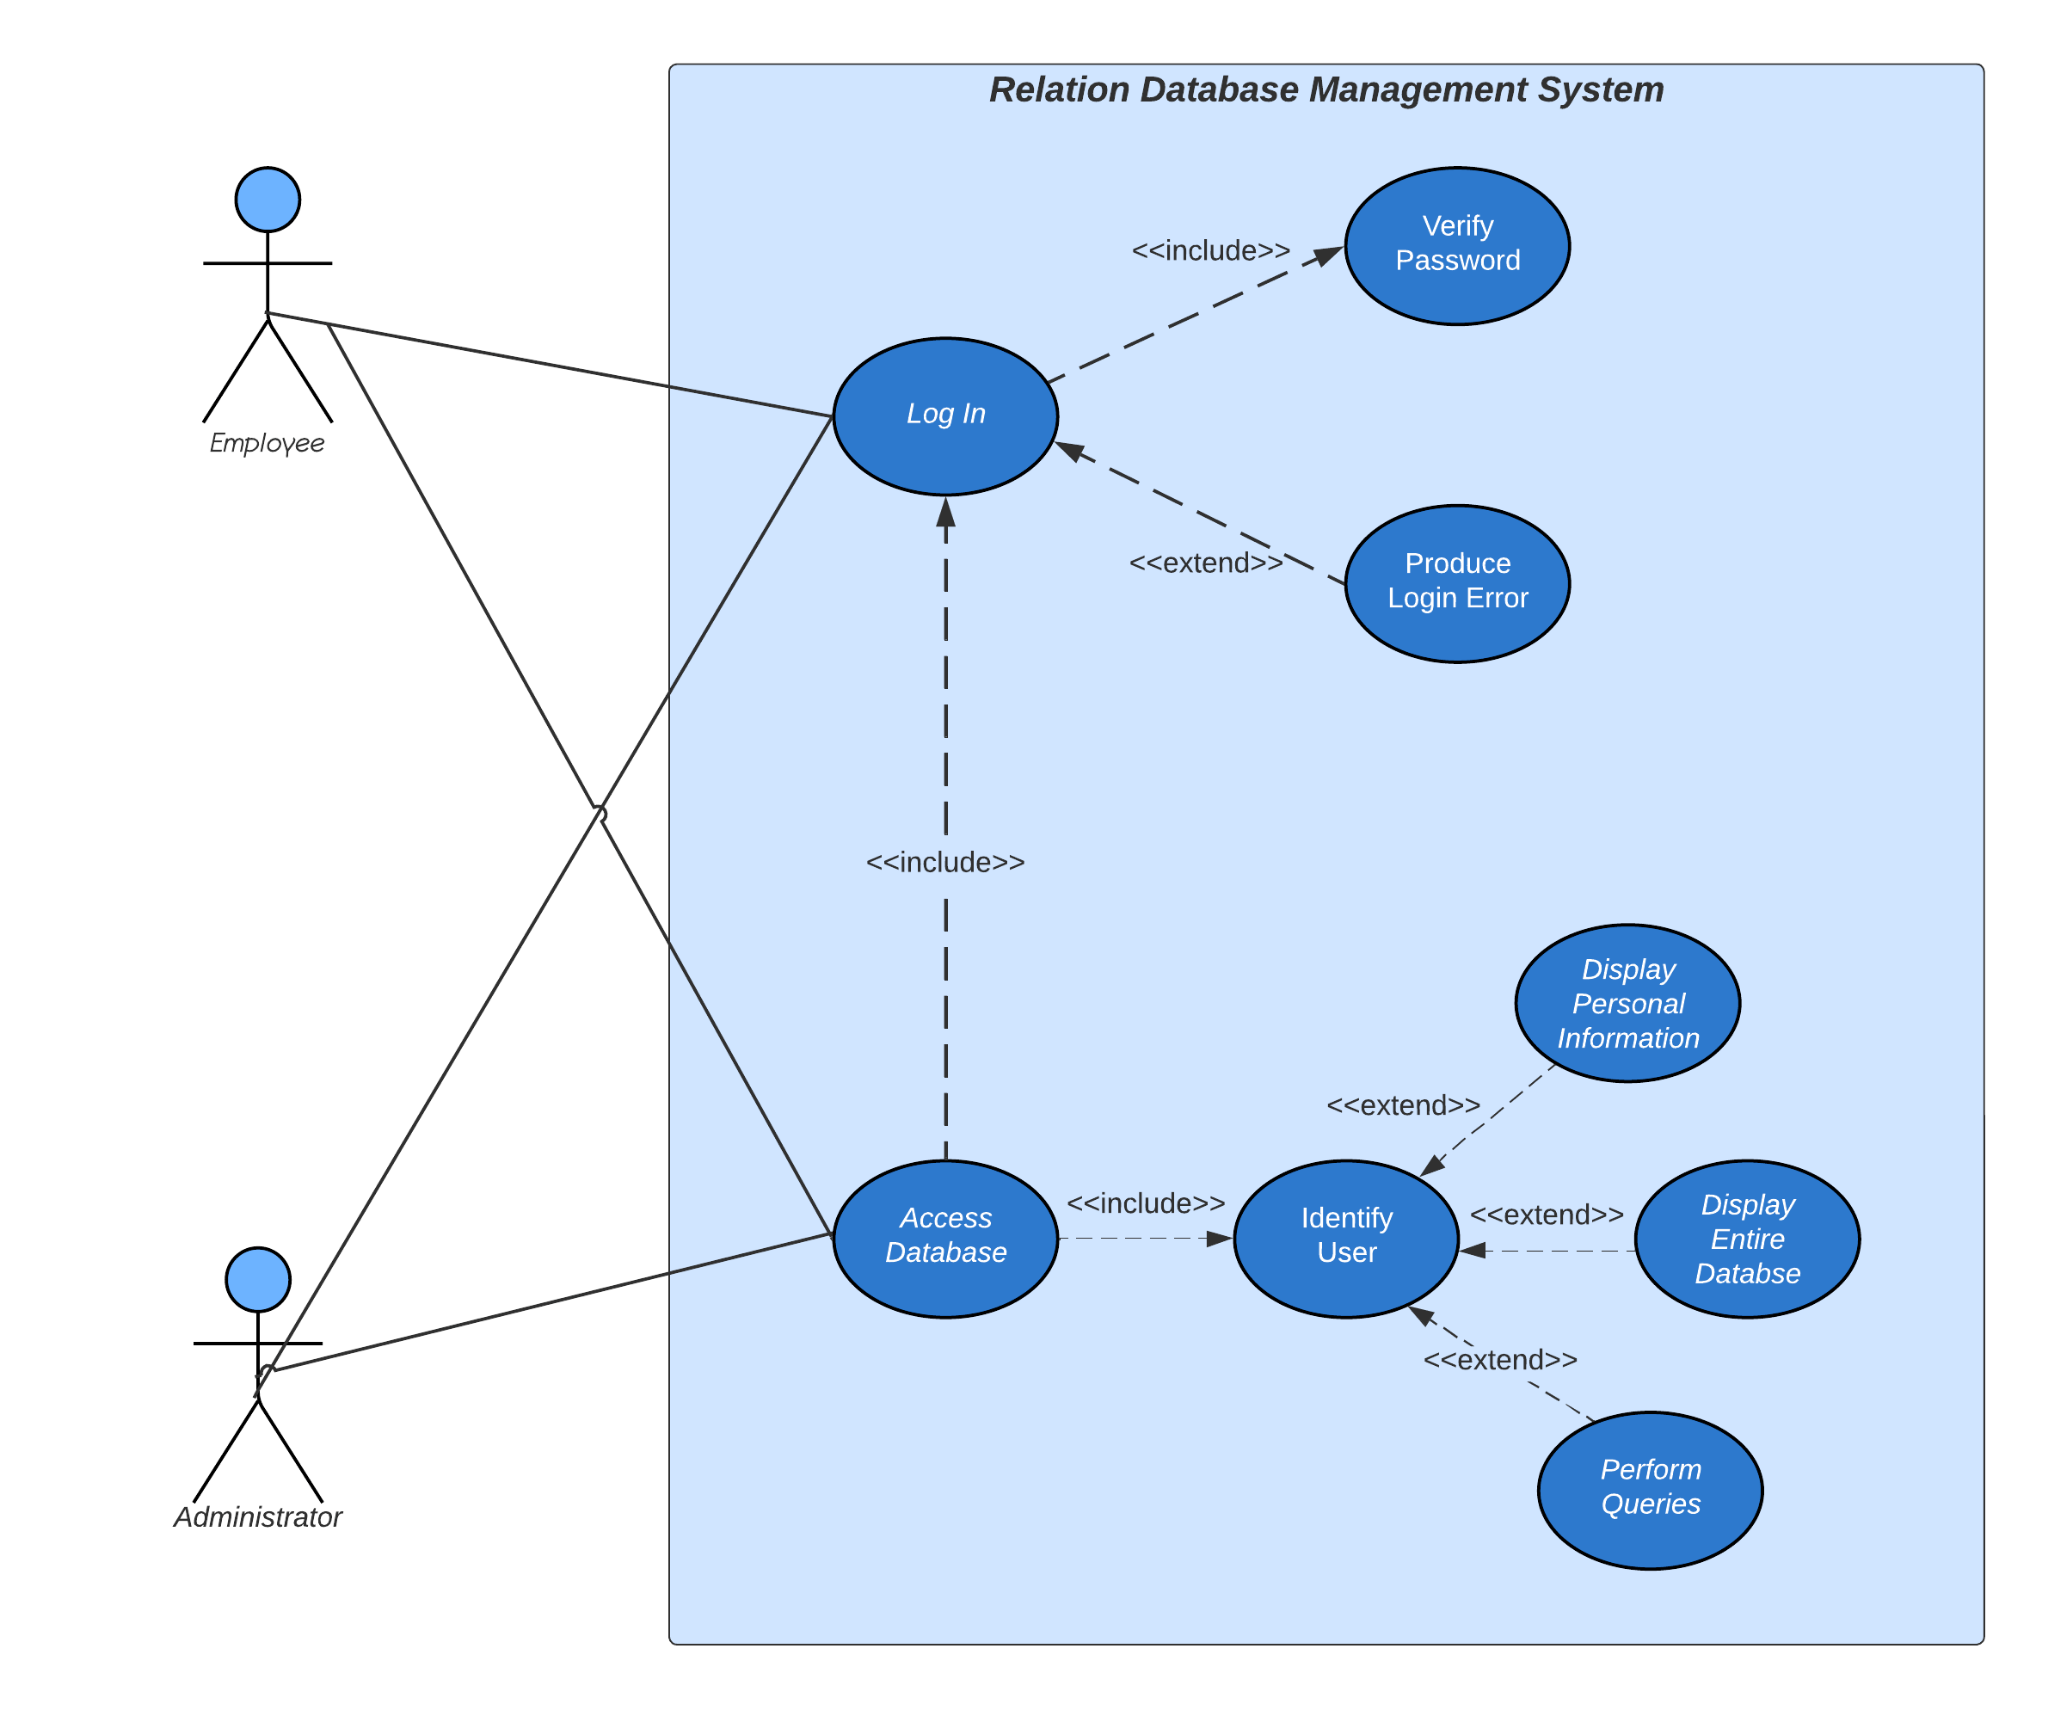 Relation Database Management System
Employee
<<include>>
Verify
Password
Log In
<<extend>>
Produce
Login Error
<<include>>
Display
Personal
Information
<<extend>>
Access
Database
<<include>>
Identify
User
<<extend>>
Display
Entire
Databse
<<extend>>
Perform
Queries
Administrator